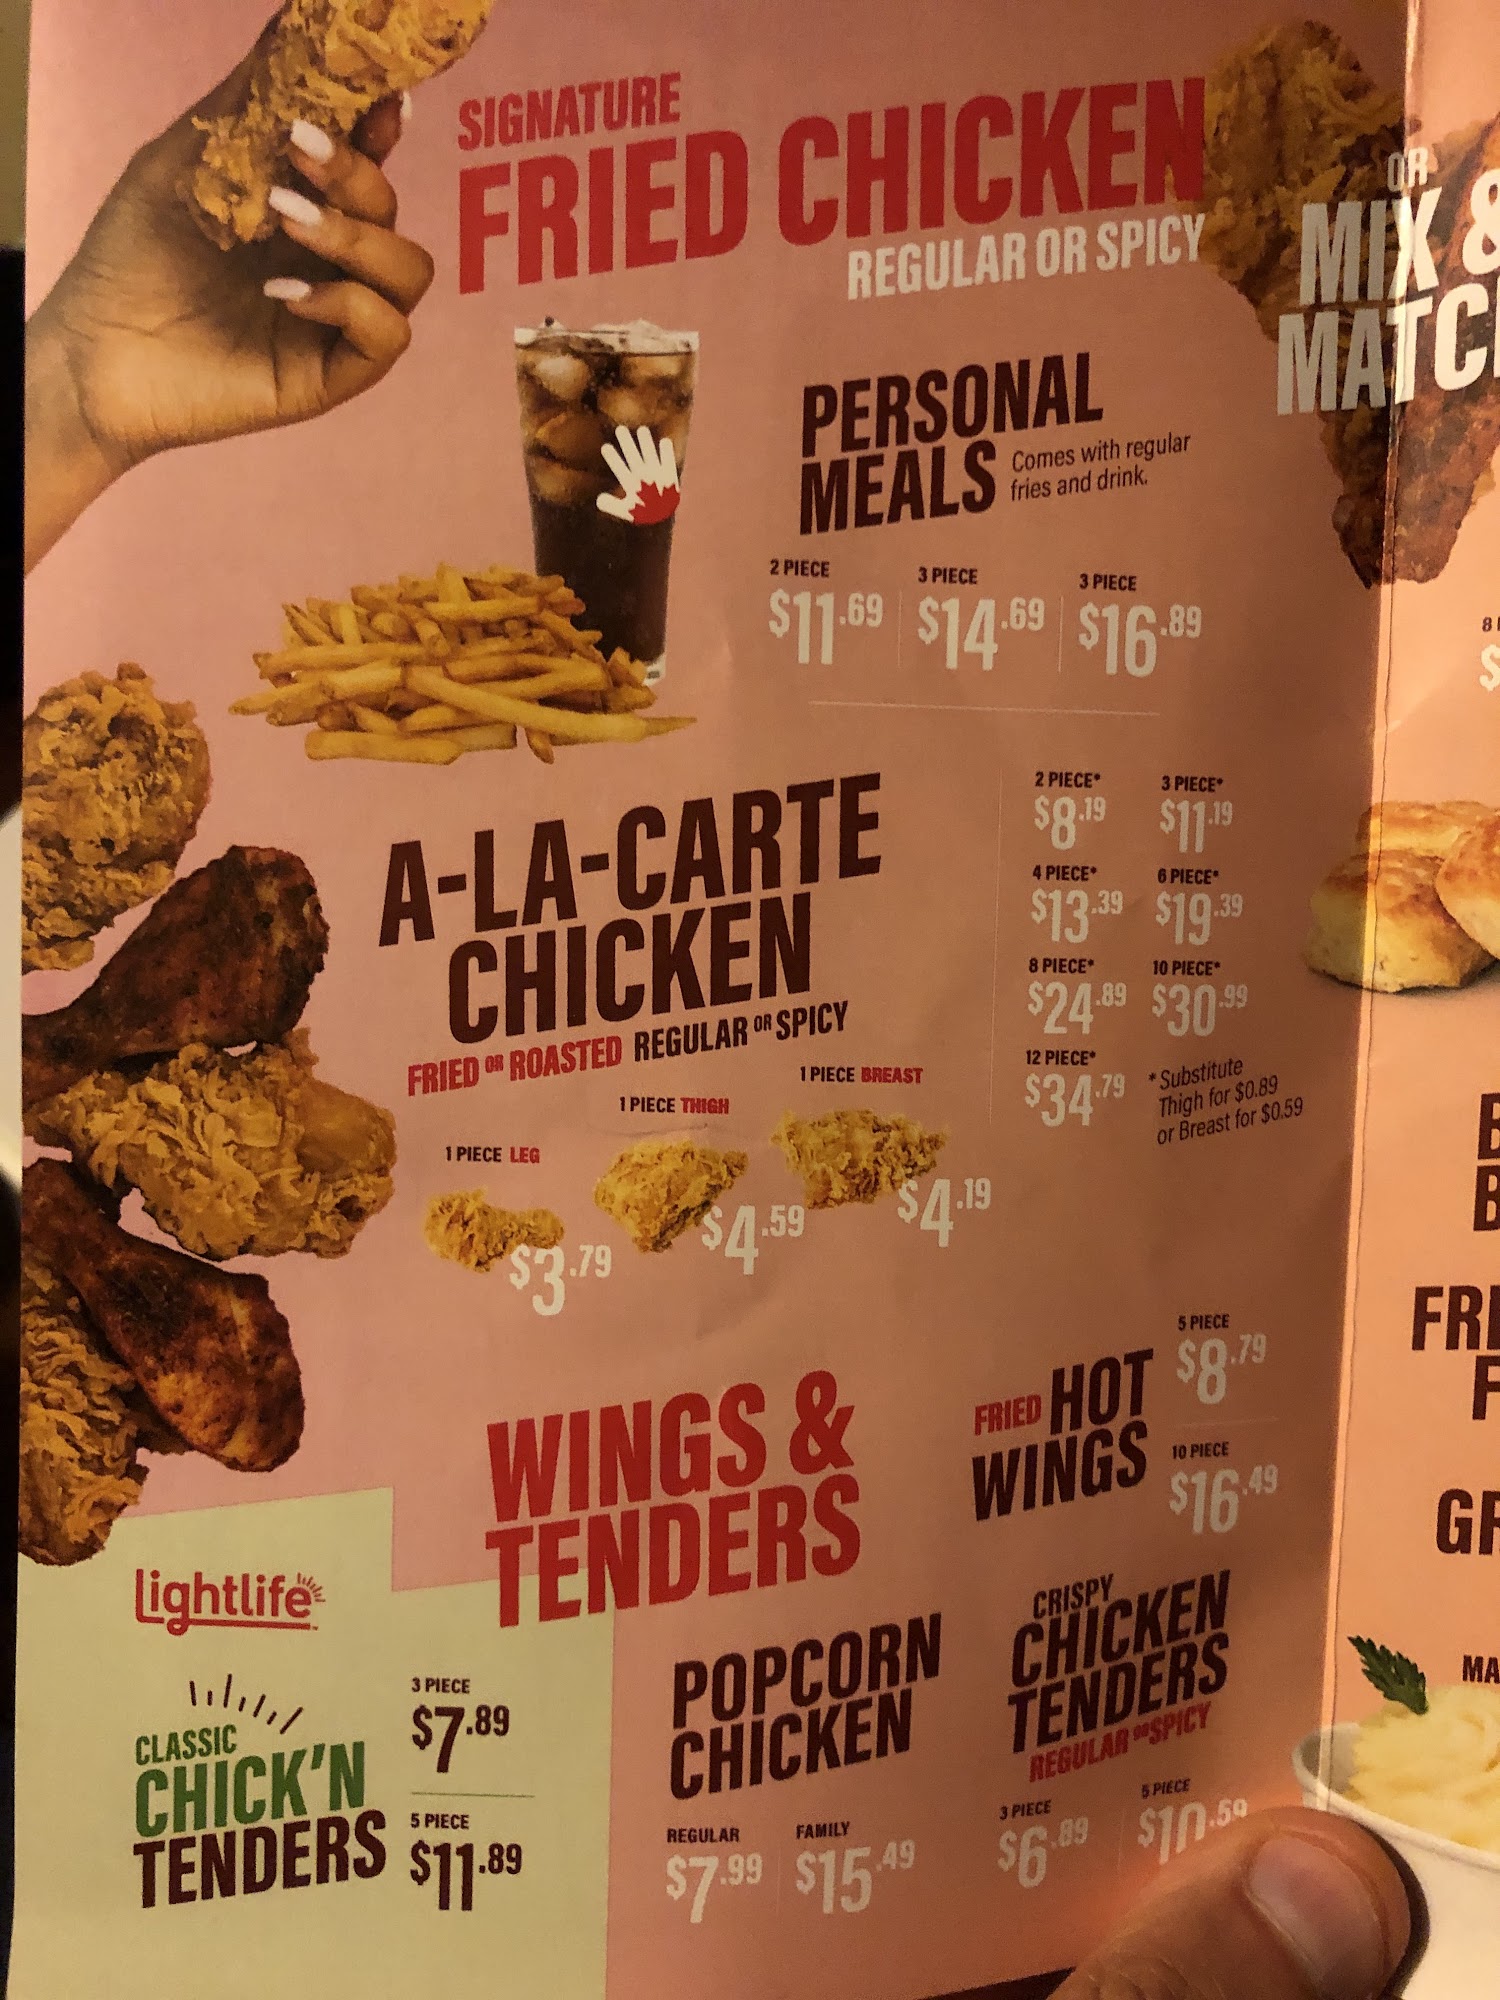 SIGNATURE
FRIED CHICKEN
REGULAR OR SPICY
OR
MIX &
MATC
PERSONAL
MEALS
Comes with regular
fries and drink.
2 PIECE
$11.69
3 PIECE
$14.69
3 PIECE
$16.89
A-LA-CARTE
CHICKEN
FRIED OR ROASTED REGULAR OR SPICY
2 PIECE* 3 PIECE*
$8.19 $11.19
4 PIECE* 6 PIECE*
$13.39 $19.39
8 PIECE* 10 PIECE*
$24.89 $30.99
12 PIECE*
$34.79
* Substitute
Thigh for $0.89
or Breast for $0.59
1 PIECE LEG
$3.79
1 PIECE THIGH
$4.59
1 PIECE BREAST
$4.19
WINGS &
TENDERS
FRIED HOT
WINGS
5 PIECE
$8.79
10 PIECE
$16.49
Lightlife
CLASSIC
CHICK'N
TENDERS
3 PIECE
$7.89
5 PIECE
$11.89
POPCORN
CHICKEN
REGULAR FAMILY
$7.99 $15.49
CRISPY
CHICKEN
TENDERS
REGULAR OR SPICY
3 PIECE 5 PIECE
$6.89 $10.59
8
$
B
B
FRI
F
GR
MA